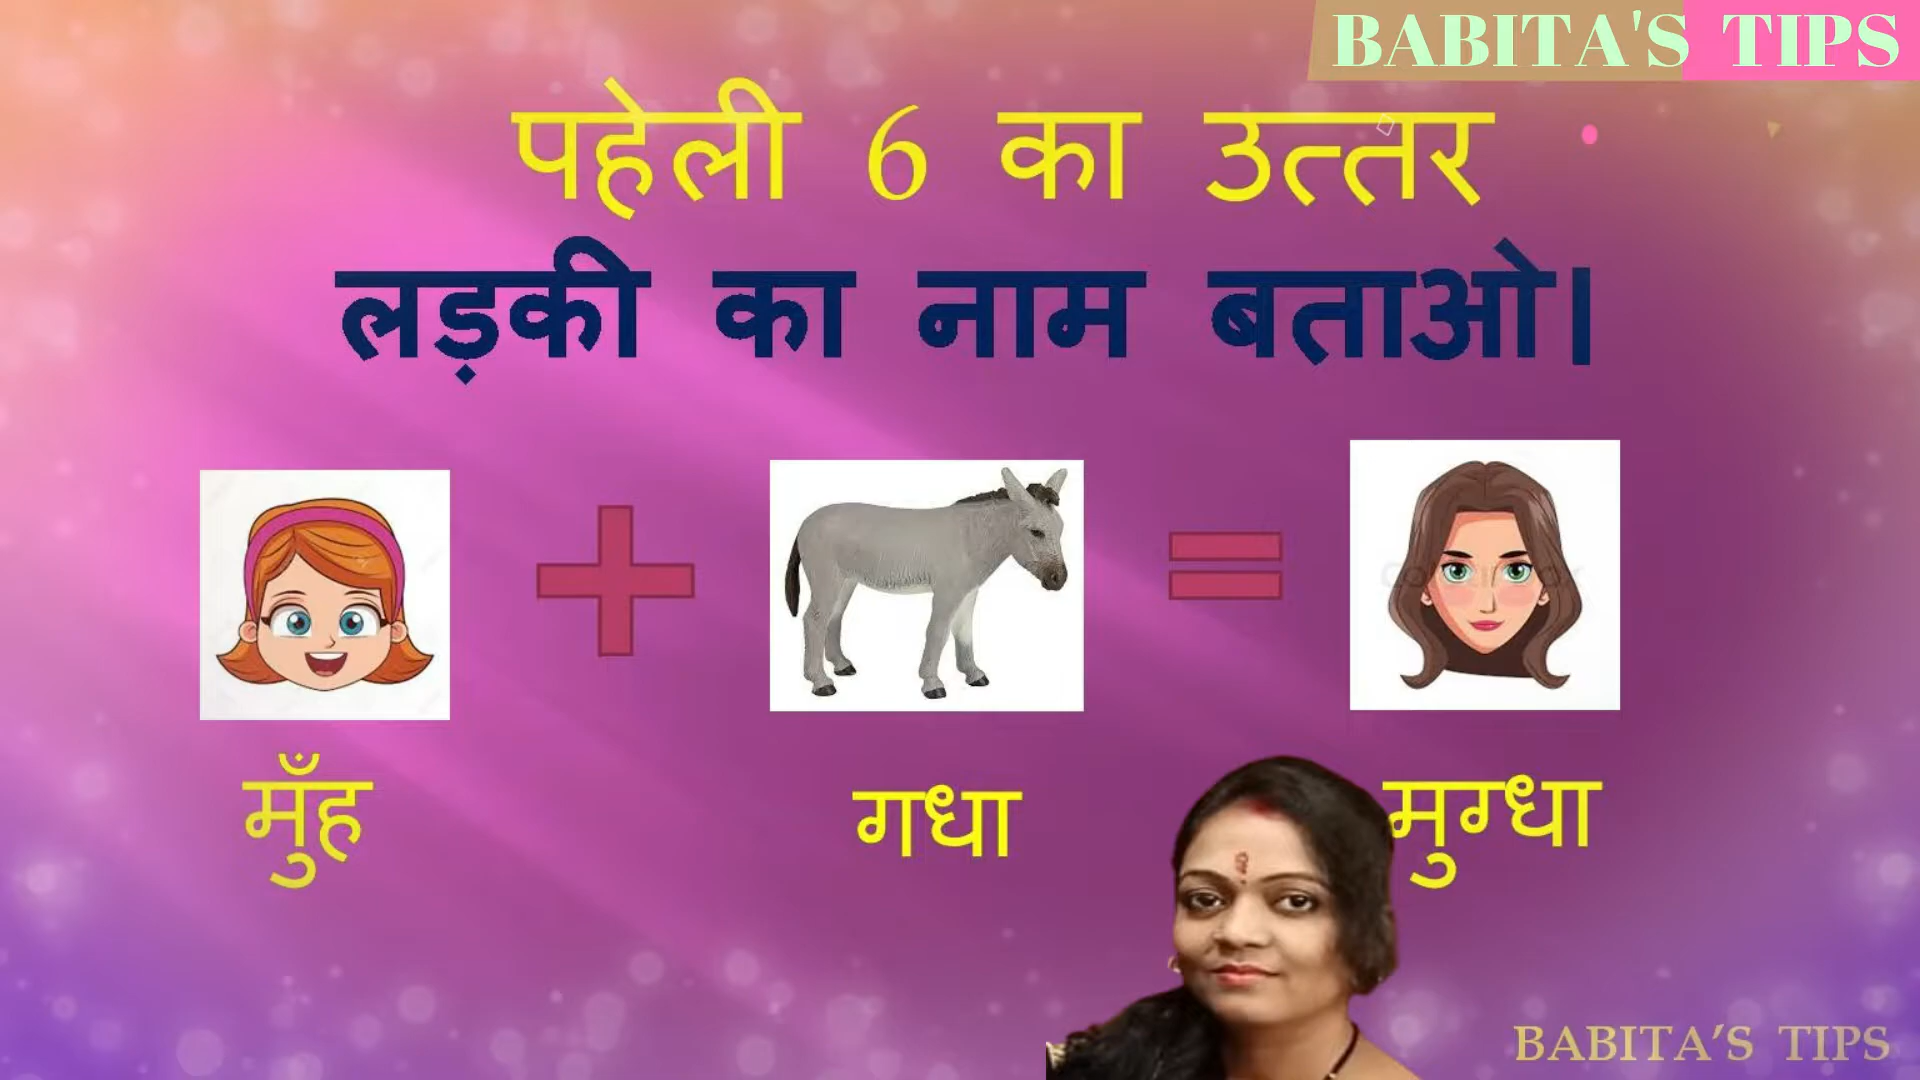 BABITA'S TIPS
पहेली 6 का उत्तर
लड़की का नाम बताओ।
मुँह
गधा
मुग्धा
BABITA'S TIPS